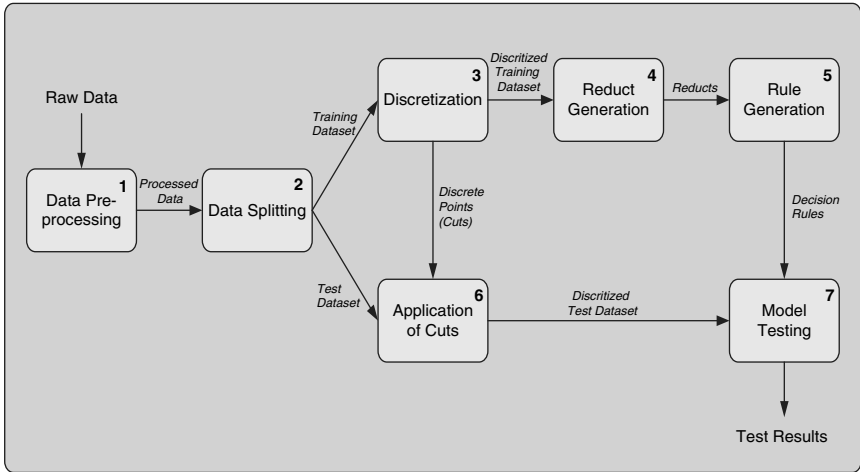 Raw Data
1
Data Pre-
processing
Processed
Data
2
Data Splitting
Training
Dataset
Test
Dataset
3
Discretization
Discritized
Training
Dataset
4
Reduct
Generation
Reducts
5
Rule
Generation
Discrete
Points
(Cuts)
Decision
Rules
6
Application
of Cuts
Discritized
Test Dataset
7
Model
Testing
Test Results